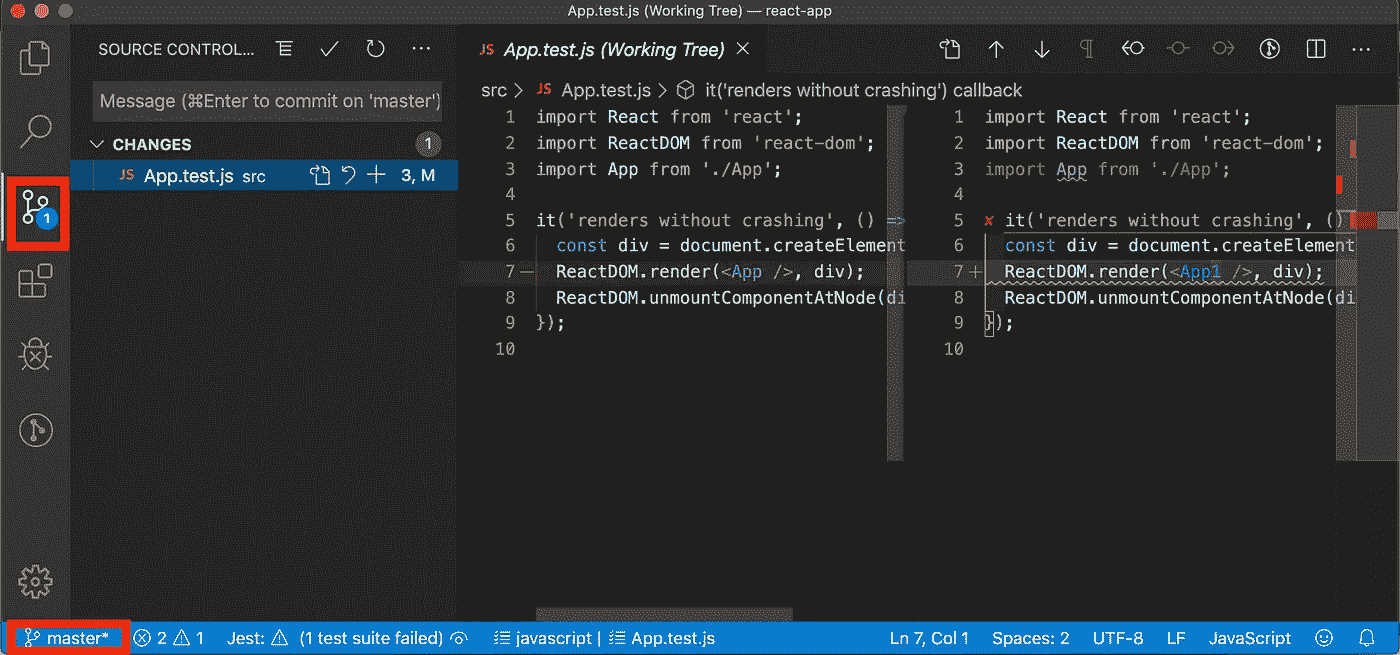 App.test.js (Working Tree) — react-app
SOURCE CONTROL...
JS App.test.js (Working Tree)
Message (⌘Enter to commit on 'master')
src > JS App.test.js > it('renders without crashing') callback
CHANGES 1
JS App.test.js src 3, M
1
1 import React from 'react';
2 import ReactDOM from 'react-dom';
3 import App from './App';
4
5 it('renders without crashing', () =>
6 const div = document.createElement
7 — ReactDOM.render(<App />, div);
8 ReactDOM.unmountComponentAtNode(di
9 });
10
1 import React from 'react';
2 import ReactDOM from 'react-dom';
3 import App from './App';
4
5 it('renders without crashing', ()
6 const div = document.createElement
7 + ReactDOM.render(<App1 />, div);
8 ReactDOM.unmountComponentAtNode(di
9 });
10
master* 2 1 Jest: (1 test suite failed) javascript | App.test.js Ln 7, Col 1 Spaces: 2 UTF-8 LF JavaScript